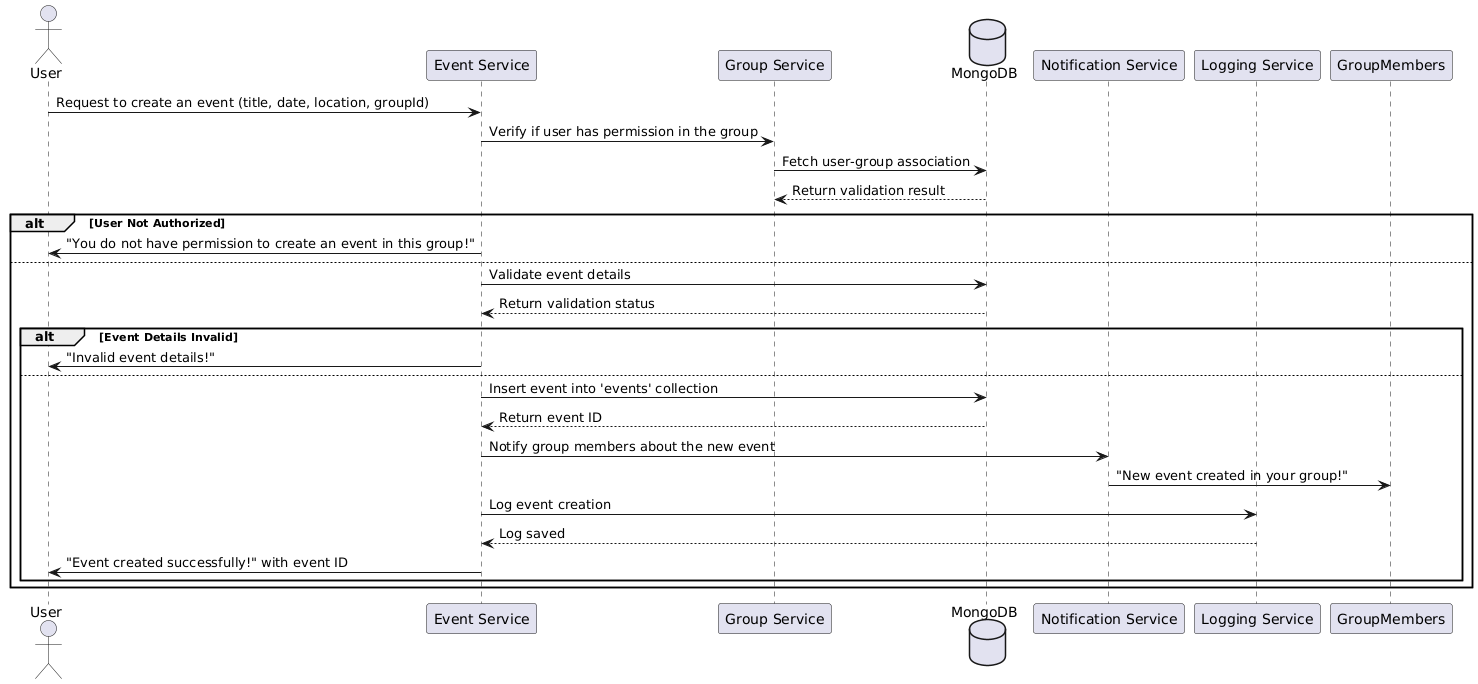 User
Event Service
Group Service
MongoDB
Notification Service
Logging Service
GroupMembers
Request to create an event (title, date, location, groupId)
Verify if user has permission in the group
Fetch user-group association
Return validation result
alt [User Not Authorized]
"You do not have permission to create an event in this group!"
Validate event details
Return validation status
alt [Event Details Invalid]
"Invalid event details!"
Insert event into 'events' collection
Return event ID
Notify group members about the new event
"New event created in your group!"
Log event creation
Log saved
"Event created successfully!" with event ID
User
Event Service
Group Service
MongoDB
Notification Service
Logging Service
GroupMembers